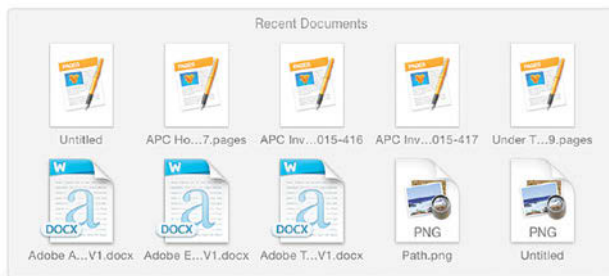 Recent Documents
PAGES PAGES PAGES PAGES PAGES
Untitled APC Ho...7.pages APC Inv...015-416 APC Inv...015-417 Under T...9.pages
W W W
a a a
DOCX DOCX DOCX PNG PNG
Adobe A...V1.docx Adobe E...V1.docx Adobe T...V1.docx Path.png Untitled